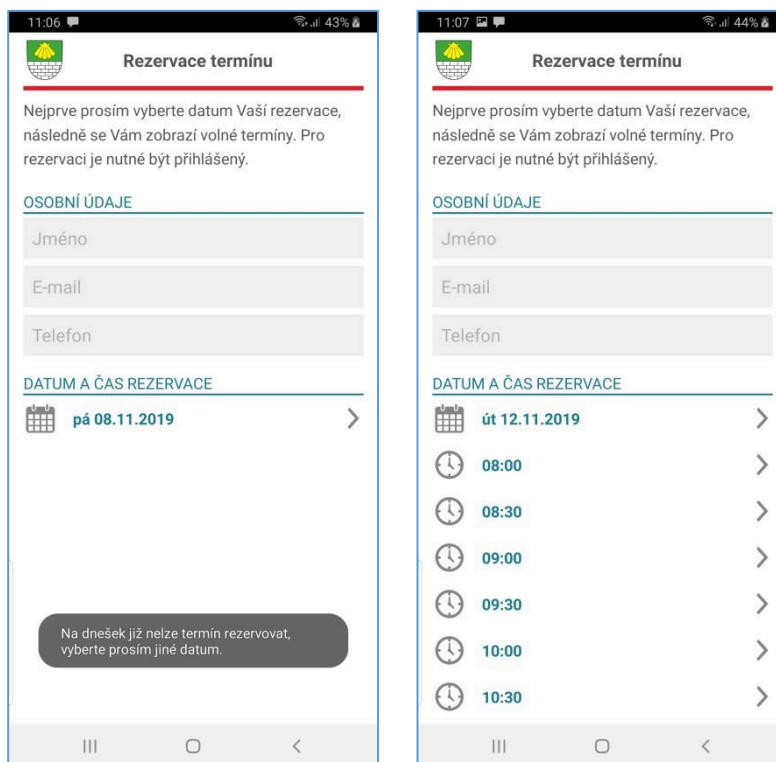 11:06 43%
Rezervace termínu
Nejprve prosím vyberte datum Vaší rezervace,
následně se Vám zobrazí volné termíny. Pro
rezervaci je nutné být přihlášený.
OSOBNÍ ÚDAJE
Jméno
E-mail
Telefon
DATUM A ČAS REZERVACE
pá 08.11.2019
Na dnešek již nelze termín rezervovat,
vyberte prosím jiné datum.
11:07 44%
Rezervace termínu
Nejprve prosím vyberte datum Vaší rezervace,
následně se Vám zobrazí volné termíny. Pro
rezervaci je nutné být přihlášený.
OSOBNÍ ÚDAJE
Jméno
E-mail
Telefon
DATUM A ČAS REZERVACE
út 12.11.2019
08:00
08:30
09:00
09:30
10:00
10:30